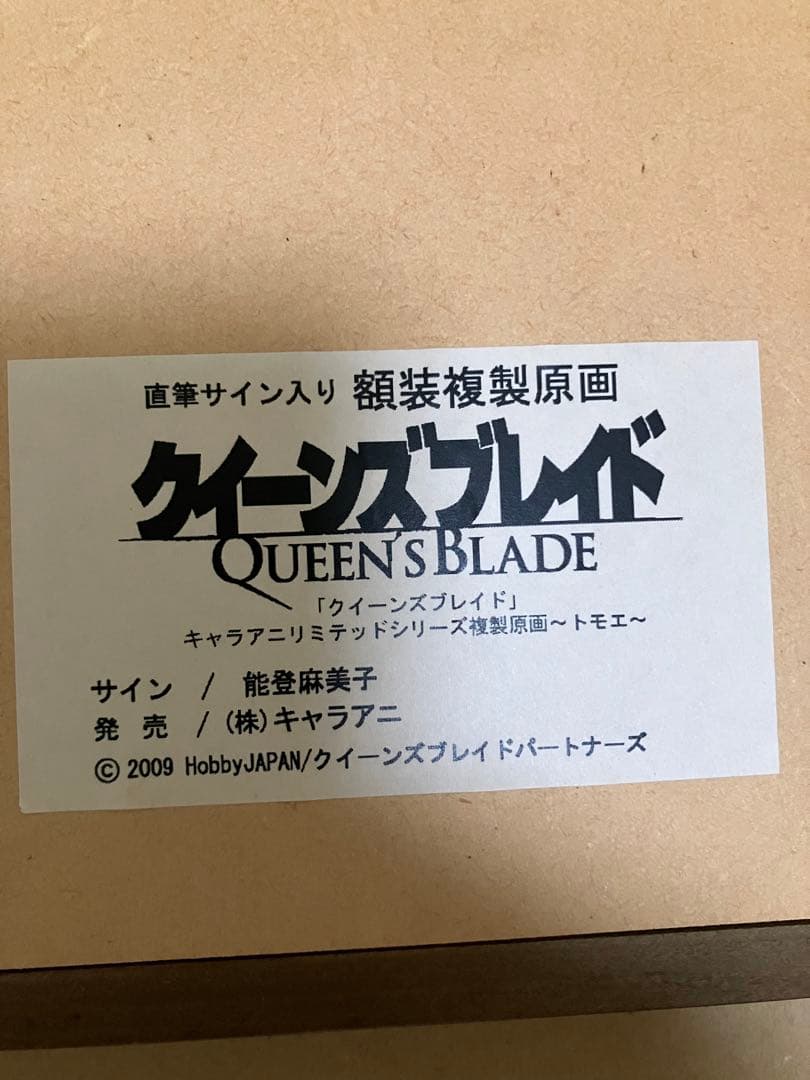 直筆サイン入り 額装複製原画
クイーンズブレイド
QUEEN'S BLADE
「クイーンズブレイド」
キャラアニリミテッドシリーズ複製原画～トモエ～
サイン / 能登麻美子
発 売 / (株)キャラアニ
© 2009 HobbyJAPAN/クイーンズブレイドパートナーズ